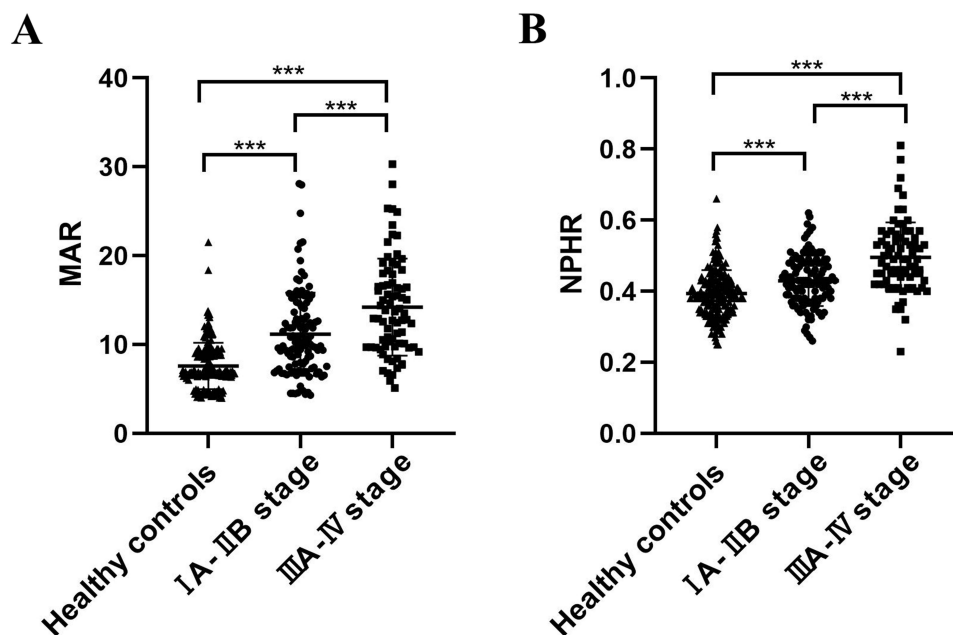 A
MAR
40
30
20
10
0
***
***
***
Healthy controls
ⅠA-ⅡB stage
ⅢA-Ⅳ stage
B
NPHR
1.0
0.8
0.6
0.4
0.2
0.0
***
***
***
Healthy controls
ⅠA-ⅡB stage
ⅢA-Ⅳ stage